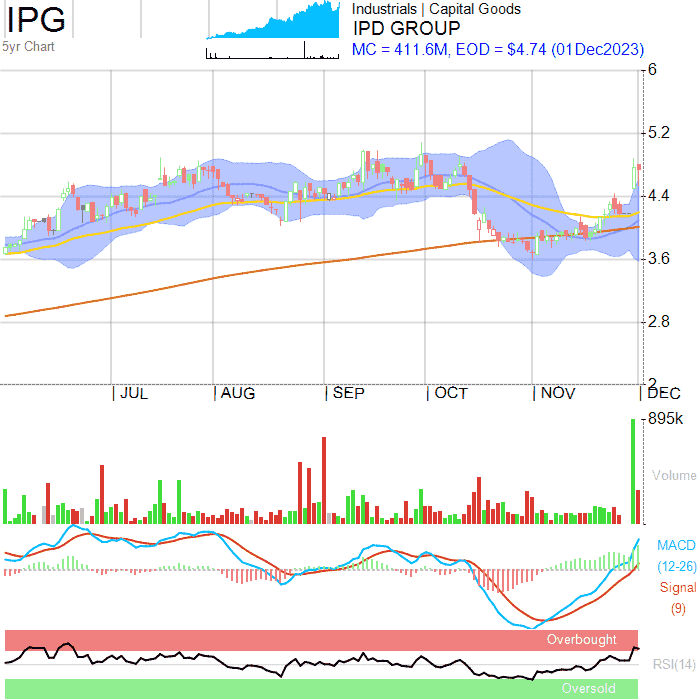 IPG
5yr Chart
Industrials | Capital Goods
IPD GROUP
MC = 411.6M, EOD = $4.74 (01Dec2023)
6
5.2
4.4
3.6
2.8
2
JUL
AUG
SEP
OCT
NOV
DEC
895k
Volume
MACD
(12-26)
Signal
(9)
Overbought
RSI(14)
Oversold